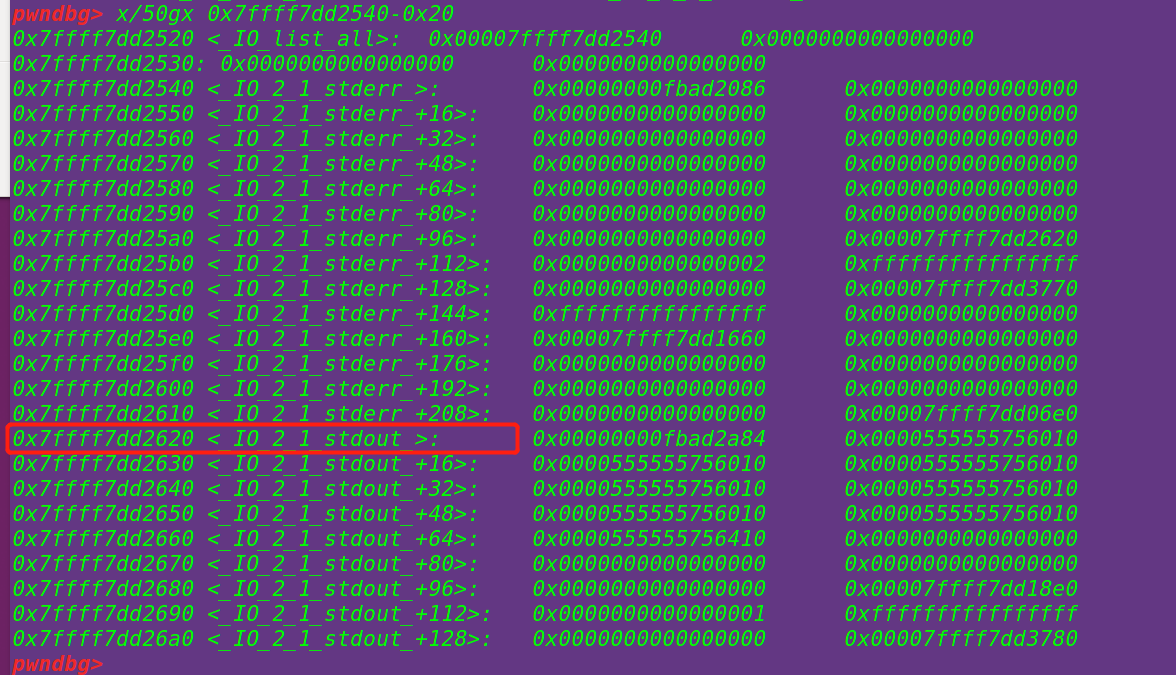 pwndbg> x/50gx 0x7ffff7dd2540-0x20
0x7ffff7dd2520 <_IO_list_all>: 0x00007ffff7dd2540 0x0000000000000000
0x7ffff7dd2530: 0x0000000000000000 0x0000000000000000
0x7ffff7dd2540 <_IO_2_1_stderr_>: 0x00000000fbad2086 0x0000000000000000
0x7ffff7dd2550 <_IO_2_1_stderr_+16>: 0x0000000000000000 0x0000000000000000
0x7ffff7dd2560 <_IO_2_1_stderr_+32>: 0x0000000000000000 0x0000000000000000
0x7ffff7dd2570 <_IO_2_1_stderr_+48>: 0x0000000000000000 0x0000000000000000
0x7ffff7dd2580 <_IO_2_1_stderr_+64>: 0x0000000000000000 0x0000000000000000
0x7ffff7dd2590 <_IO_2_1_stderr_+80>: 0x0000000000000000 0x0000000000000000
0x7ffff7dd25a0 <_IO_2_1_stderr_+96>: 0x0000000000000000 0x00007ffff7dd2620
0x7ffff7dd25b0 <_IO_2_1_stderr_+112>: 0x0000000000000002 0xffffffffffffffff
0x7ffff7dd25c0 <_IO_2_1_stderr_+128>: 0x0000000000000000 0x00007ffff7dd3770
0x7ffff7dd25d0 <_IO_2_1_stderr_+144>: 0xffffffffffffffff 0x0000000000000000
0x7ffff7dd25e0 <_IO_2_1_stderr_+160>: 0x00007ffff7dd1660 0x0000000000000000
0x7ffff7dd25f0 <_IO_2_1_stderr_+176>: 0x0000000000000000 0x0000000000000000
0x7ffff7dd2600 <_IO_2_1_stderr_+192>: 0x0000000000000000 0x0000000000000000
0x7ffff7dd2610 <_IO_2_1_stderr_+208>: 0x0000000000000000 0x00007ffff7dd06e0
0x7ffff7dd2620 <_IO_2_1_stdout_>: 0x00000000fbad2a84 0x0000555555756010
0x7ffff7dd2630 <_IO_2_1_stdout_+16>: 0x0000555555756010 0x0000555555756010
0x7ffff7dd2640 <_IO_2_1_stdout_+32>: 0x0000555555756010 0x0000555555756010
0x7ffff7dd2650 <_IO_2_1_stdout_+48>: 0x0000555555756010 0x0000555555756010
0x7ffff7dd2660 <_IO_2_1_stdout_+64>: 0x0000555555756410 0x0000000000000000
0x7ffff7dd2670 <_IO_2_1_stdout_+80>: 0x0000000000000000 0x0000000000000000
0x7ffff7dd2680 <_IO_2_1_stdout_+96>: 0x0000000000000000 0x00007ffff7dd18e0
0x7ffff7dd2690 <_IO_2_1_stdout_+112>: 0x0000000000000001 0xffffffffffffffff
0x7ffff7dd26a0 <_IO_2_1_stdout_+128>: 0x0000000000000000 0x00007ffff7dd3780
pwndbg>